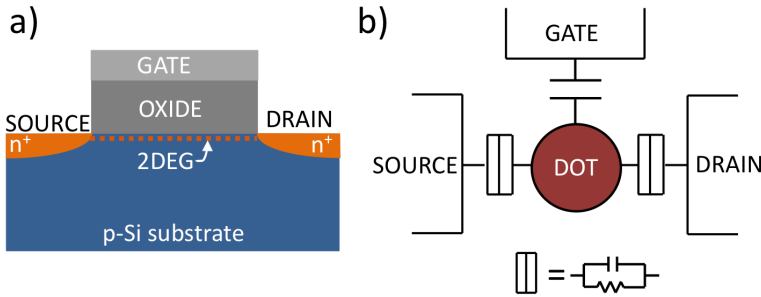 a)
GATE
OXIDE
SOURCE
DRAIN
n+
n+
2DEG
p-Si substrate
b)
GATE
SOURCE
DOT
DRAIN
=